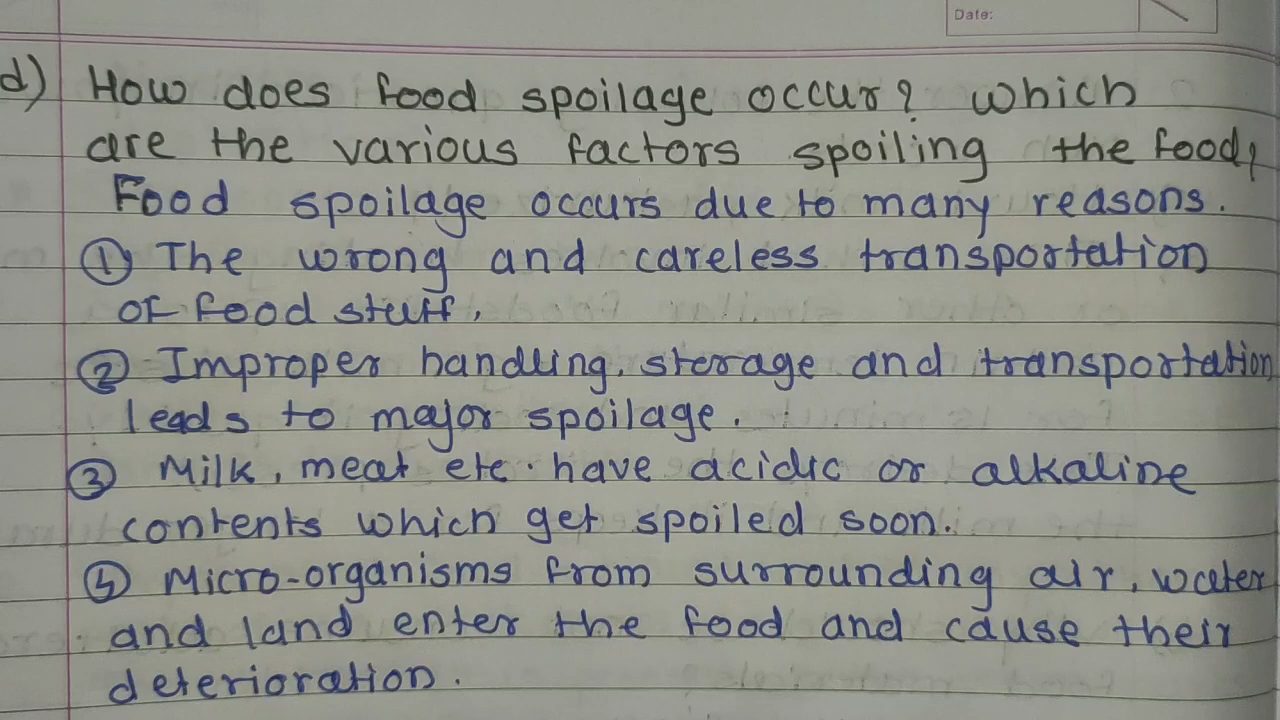 Date:
d) How does food spoilage occur? which
are the various factors spoiling the food?
Food spoilage occurs due to many reasons.
① The wrong and careless transportation
of food stuff.
② Improper handling, storage and transportation
leads to major spoilage.
③ Milk, meat etc. have acidic or alkaline
contents which get spoiled soon.
④ Micro-organisms from surrounding air, water
and land enter the food and cause their
deterioration.